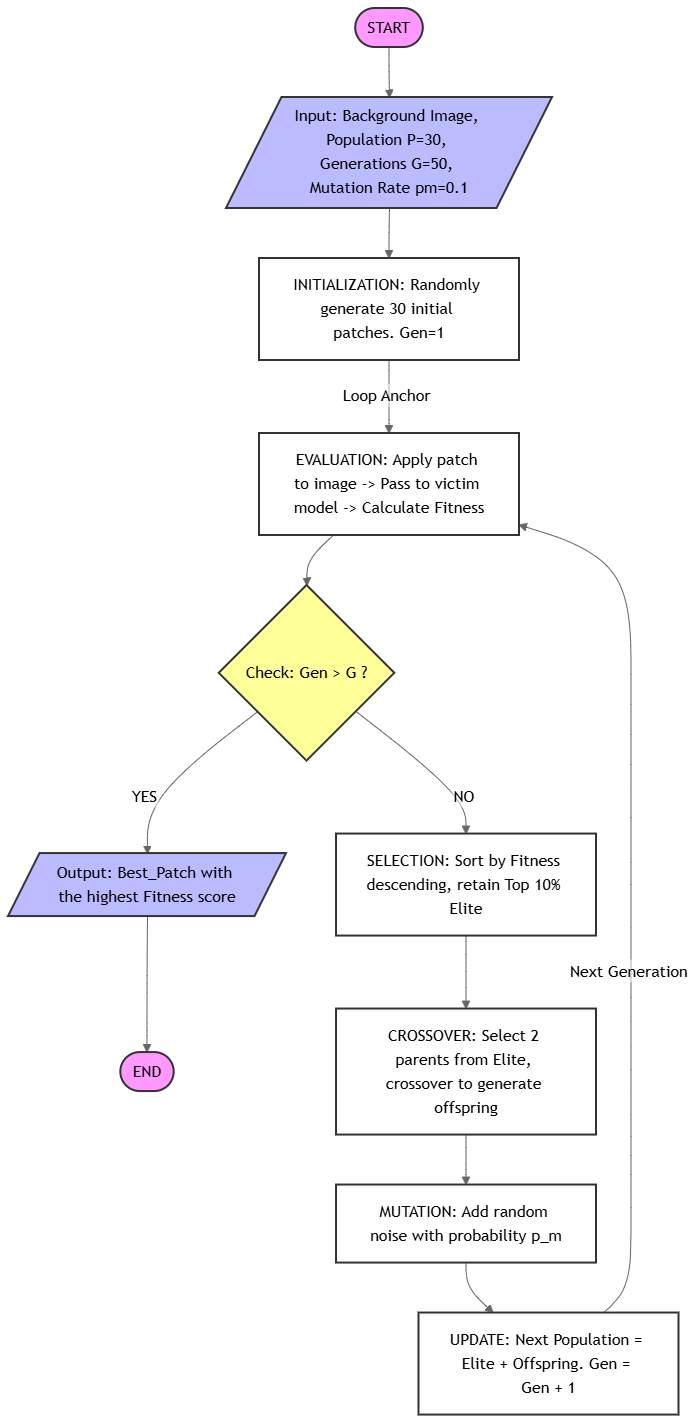 START
Input: Background Image,
Population P=30,
Generations G=50,
Mutation Rate pm=0.1
INITIALIZATION: Randomly
generate 30 initial
patches. Gen=1
Loop Anchor
EVALUATION: Apply patch
to image -> Pass to victim
model -> Calculate Fitness
Check: Gen > G ?
YES
NO
Output: Best_Patch with
the highest Fitness score
SELECTION: Sort by Fitness
descending, retain Top 10%
Elite
Next Generation
CROSSOVER: Select 2
parents from Elite,
crossover to generate
offspring
END
MUTATION: Add random
noise with probability p_m
UPDATE: Next Population =
Elite + Offspring. Gen =
Gen + 1